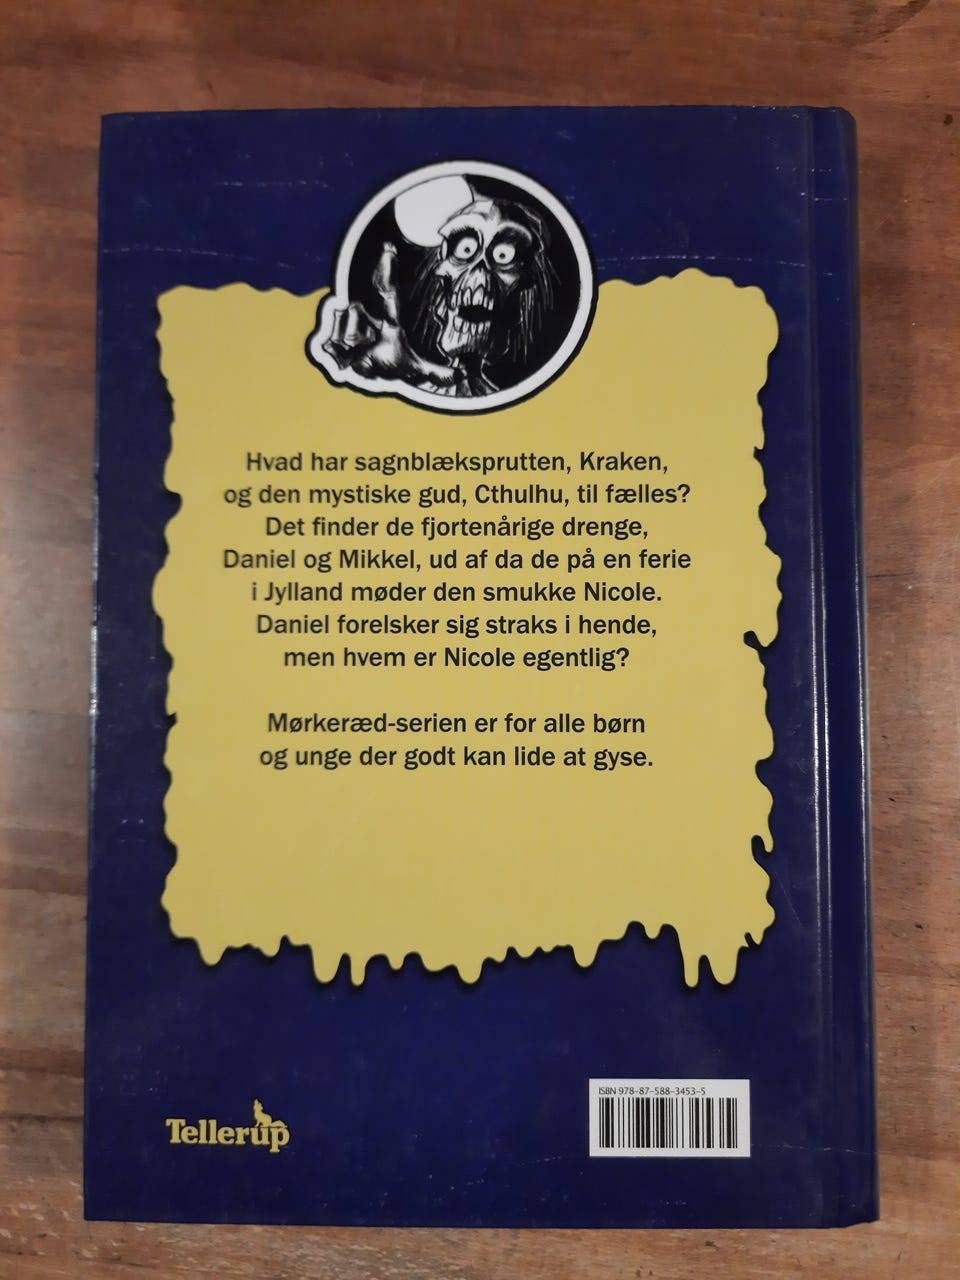 Hvad har sagnblæksprutten, Kraken,
og den mystiske gud, Cthulhu, til fælles?
Det finder de fjortenårige drenge,
Daniel og Mikkel, ud af da de på en ferie
i Jylland møder den smukke Nicole.
Daniel forelsker sig straks i hende,
men hvem er Nicole egentlig?
Mørkeræd-serien er for alle børn
og unge der godt kan lide at gyse.
Tellerup
ISBN 978-87-588-3453-5